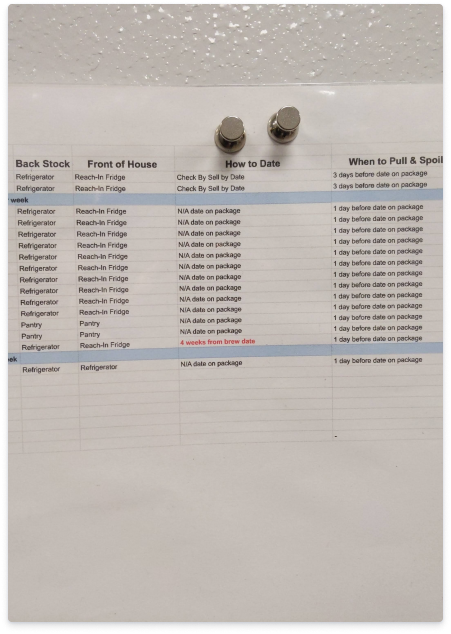 Back Stock Front of House How to Date When to Pull & Spoil
Refrigerator Reach-In Fridge Check By Sell by Date 3 days before date on package
Refrigerator Reach-In Fridge Check By Sell by Date 3 days before date on package
week
Refrigerator Reach-In Fridge N/A date on package 1 day before date on package
Refrigerator Reach-In Fridge N/A date on package 1 day before date on package
Refrigerator Reach-In Fridge N/A date on package 1 day before date on package
Refrigerator Reach-In Fridge N/A date on package 1 day before date on package
Refrigerator Reach-In Fridge N/A date on package 1 day before date on package
Refrigerator Reach-In Fridge N/A date on package 1 day before date on package
Refrigerator Reach-In Fridge N/A date on package 1 day before date on package
Refrigerator Reach-In Fridge N/A date on package 1 day before date on package
Refrigerator Reach-In Fridge N/A date on package 1 day before date on package
Refrigerator Reach-In Fridge N/A date on package 1 day before date on package
Pantry Pantry N/A date on package 1 day before date on package
Pantry Pantry N/A date on package 1 day before date on package
Refrigerator Reach-In Fridge 4 weeks from brew date 1 day before date on package
eek
Refrigerator Refrigerator N/A date on package 1 day before date on package
-